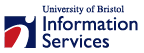 University of Bristol
Information
Services